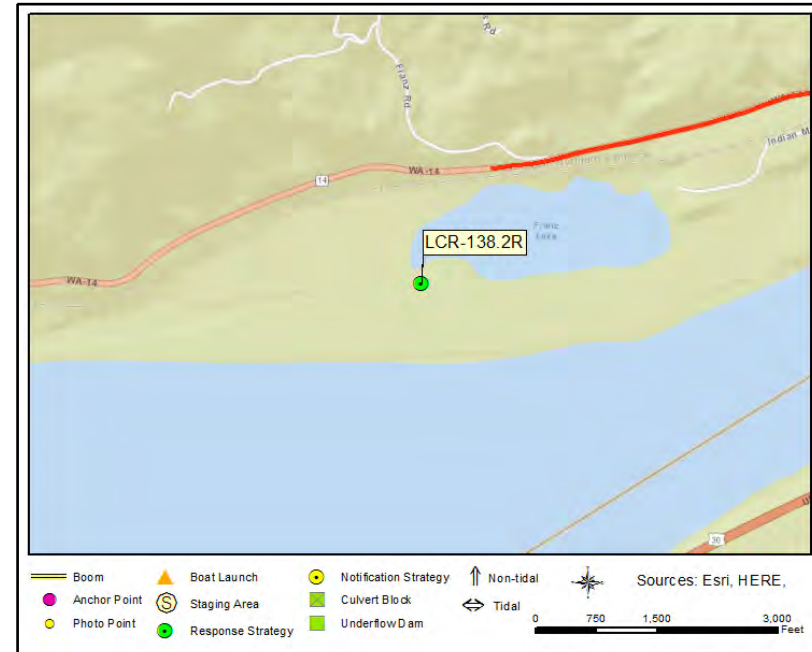 Franz Rd
WA-14
14
WA-14
Franz
Lake
LCR-138.2R
30
Boom
Boat Launch
Notification Strategy
Non-tidal
Sources: Esri, HERE,
Anchor Point
S
Staging Area
Culvert Block
Tidal
Photo Point
Response Strategy
Underflow Dam
0
750
1,500
3,000
Feet